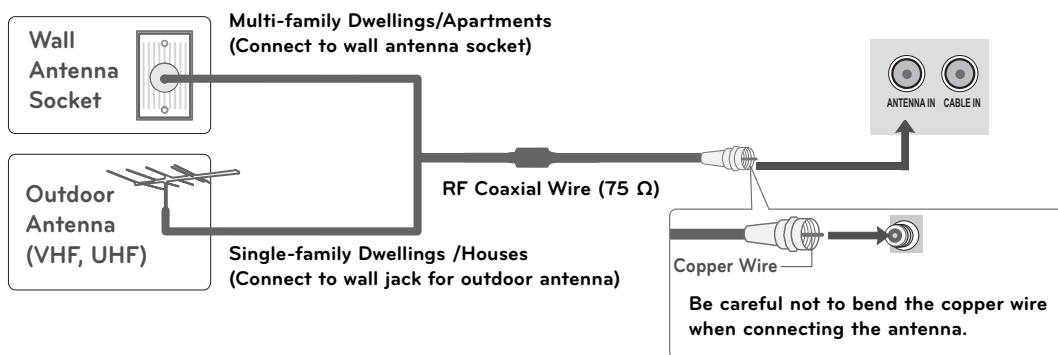 Multi-family Dwellings/Apartments
(Connect to wall antenna socket)
Wall
Antenna
Socket
ANTENNA IN
CABLE IN
RF Coaxial Wire (75 Ω)
Outdoor
Antenna
(VHF, UHF)
Single-family Dwellings /Houses
(Connect to wall jack for outdoor antenna)
Copper Wire
Be careful not to bend the copper wire
when connecting the antenna.